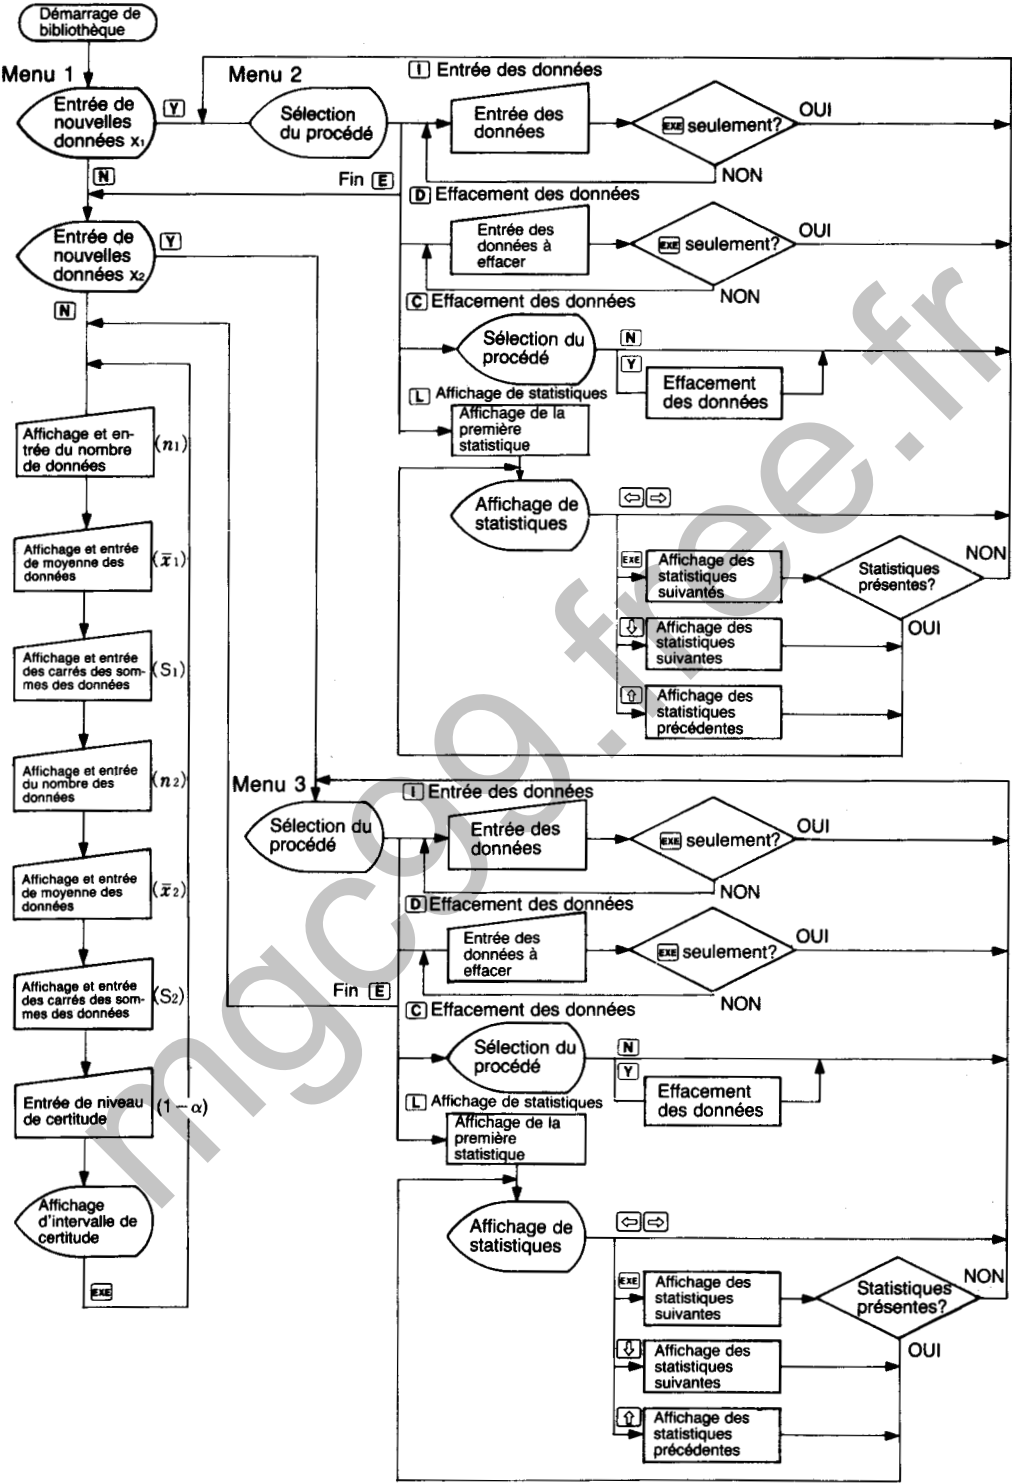 Démarrage de
bibliothèque
Menu 1
Entrée de
nouvelles
données x1
Y
N
Menu 2
Sélection
du procédé
I Entrée des données
Entrée des
données
EXE seulement?
OUI
NON
Fin E
D Effacement des données
Entrée des
données à
effacer
EXE seulement?
OUI
NON
Entrée de
nouvelles
données x2
Y
N
C Effacement des données
Sélection du
procédé
N
Y
Effacement
des données
L Affichage de statistiques
Affichage de la
première
statistique
Affichage de
statistiques
⇦ ⇨
EXE
Affichage des
statistiques
suivantés
Statistiques
présentes?
NON
OUI
⇩
Affichage des
statistiques
suivantes
⇧
Affichage des
statistiques
précédentes
Affichage et en-
trée du nombre
de données
(n1)
Affichage et entrée
de moyenne des
données
(x̄1)
Affichage et entrée
des carrés des som-
mes des données
(S1)
Affichage et entrée
du nombre des
données
(n2)
Affichage et entrée
de moyenne des
données
(x̄2)
Affichage et entrée
des carrés des som-
mes des données
(S2)
Entrée de niveau
de certitude
(1−α)
Affichage
d'intervalle de
certitude
EXE
Menu 3
Sélection du
procédé
I Entrée des données
Entrée des
données
EXE seulement?
OUI
NON
D Effacement des données
Entrée des
données à
effacer
EXE seulement?
OUI
NON
Fin E
C Effacement des données
Sélection du
procédé
N
Y
Effacement
des données
L Affichage de statistiques
Affichage de la
première
statistique
Affichage de
statistiques
⇦ ⇨
EXE
Affichage des
statistiques
suivantes
Statistiques
présentes?
NON
OUI
⇩
Affichage des
statistiques
suivantes
⇧
Affichage des
statistiques
précédentes
mgc99.free.fr